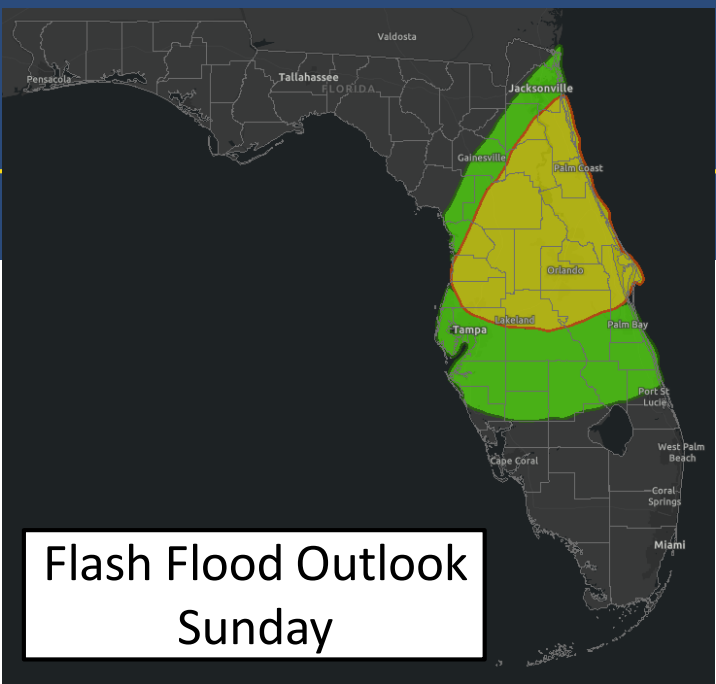 Valdosta
Pensacola
Tallahassee
FLORIDA
Jacksonville
Gainesville
Palm Coast
Orlando
Lakeland
Tampa
Palm Bay
Port St
Lucie
West Palm
Beach
Cape Coral
Coral
Springs
Miami
Flash Flood Outlook
Sunday